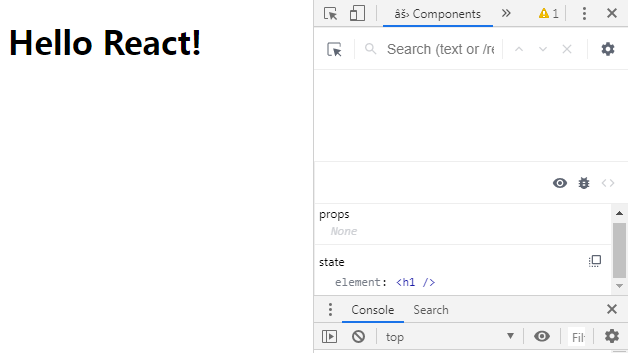 Hello React!
âš› Components
1
Search (text or /re
props
None
state
element: <h1 />
Console Search
top
Filt